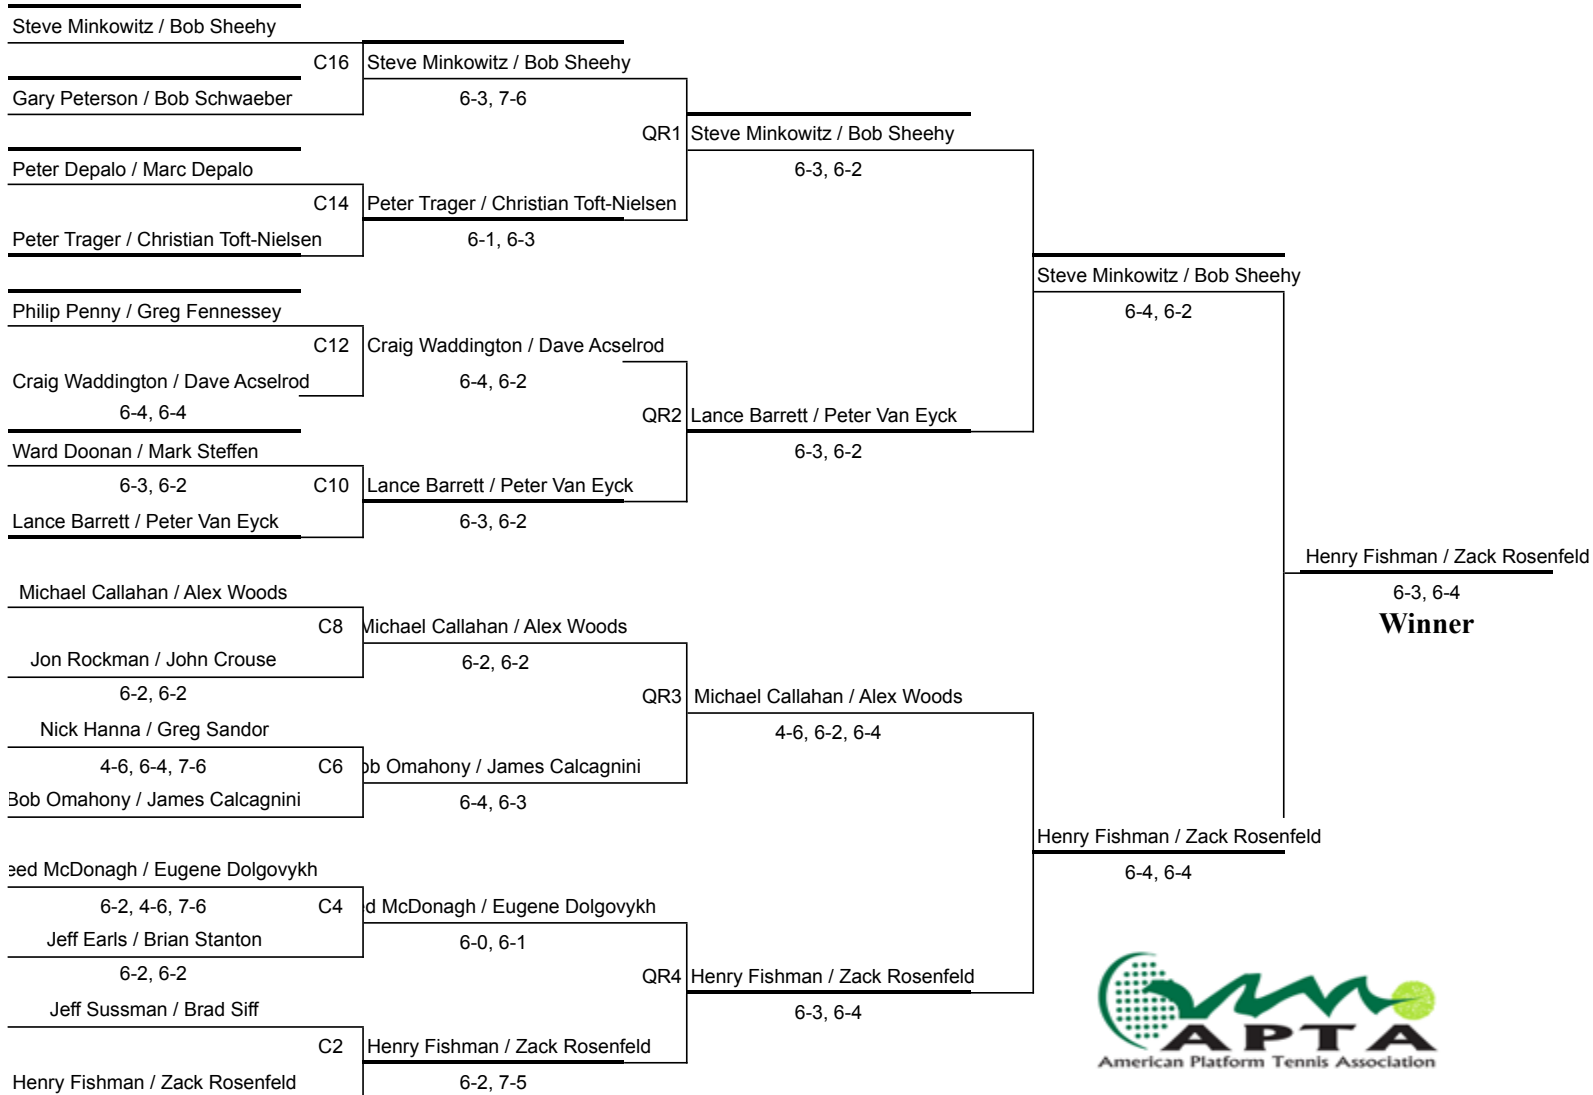 Steve Minkowitz / Bob Sheehy
C16 Steve Minkowitz / Bob Sheehy
Gary Peterson / Bob Schwaeber
6-3, 7-6
QR1 Steve Minkowitz / Bob Sheehy
Peter Depalo / Marc Depalo
6-3, 6-2
C14 Peter Trager / Christian Toft-Nielsen
Peter Trager / Christian Toft-Nielsen
6-1, 6-3
Steve Minkowitz / Bob Sheehy
Philip Penny / Greg Fennessey
6-4, 6-2
C12 Craig Waddington / Dave Acselrod
Craig Waddington / Dave Acselrod
6-4, 6-2
6-4, 6-4
QR2 Lance Barrett / Peter Van Eyck
Ward Doonan / Mark Steffen
6-3, 6-2
6-3, 6-2
C10 Lance Barrett / Peter Van Eyck
Lance Barrett / Peter Van Eyck
6-3, 6-2
Henry Fishman / Zack Rosenfeld
Michael Callahan / Alex Woods
6-3, 6-4
Winner
C8 Michael Callahan / Alex Woods
Jon Rockman / John Crouse
6-2, 6-2
6-2, 6-2
QR3 Michael Callahan / Alex Woods
Nick Hanna / Greg Sandor
4-6, 6-2, 6-4
4-6, 6-4, 7-6
C6 ob Omahony / James Calcagnini
Bob Omahony / James Calcagnini
6-4, 6-3
Henry Fishman / Zack Rosenfeld
eed McDonagh / Eugene Dolgovykh
6-4, 6-4
6-2, 4-6, 7-6
C4 ed McDonagh / Eugene Dolgovykh
Jeff Earls / Brian Stanton
6-0, 6-1
6-2, 6-2
QR4 Henry Fishman / Zack Rosenfeld
Jeff Sussman / Brad Siff
6-3, 6-4
C2 Henry Fishman / Zack Rosenfeld
Henry Fishman / Zack Rosenfeld
6-2, 7-5
APTA
American Platform Tennis Association